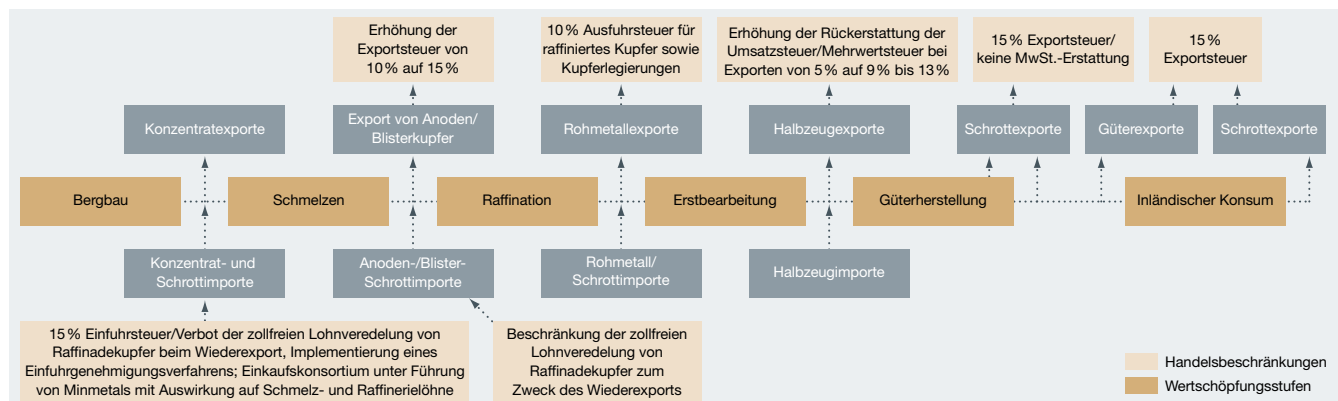 Erhöhung der
Exportsteuer von
10 % auf 15 %
10 % Ausfuhrsteuer für
raffiniertes Kupfer sowie
Kupferlegierungen
Erhöhung der Rückerstattung der
Umsatzsteuer/Mehrwertsteuer bei
Exporten von 5 % auf 9 % bis 13 %
15 % Exportsteuer/
keine MwSt.-Erstattung
15 %
Exportsteuer
Konzentratexporte
Export von Anoden/
Blisterkupfer
Rohmetallexporte
Halbzeugexporte
Schrottexporte
Güterexporte
Schrottexporte
Bergbau
Schmelzen
Raffination
Erstbearbeitung
Güterherstellung
Inländischer Konsum
Konzentrat- und
Schrottimporte
Anoden-/Blister-
Schrottimporte
Rohmetall/
Schrottimporte
Halbzeugimporte
15 % Einfuhrsteuer/Verbot der zollfreien Lohnveredelung von
Raffinadekupfer beim Wiederexport, Implementierung eines
Einfuhrgenehmigungsverfahrens; Einkaufskonsortium unter Führung
von Minmetals mit Auswirkung auf Schmelz- und Raffinerielöhne
Beschränkung der zollfreien
Lohnveredelung von
Raffinadekupfer zum
Zweck des Wiederexports
Handelsbeschränkungen
Wertschöpfungsstufen